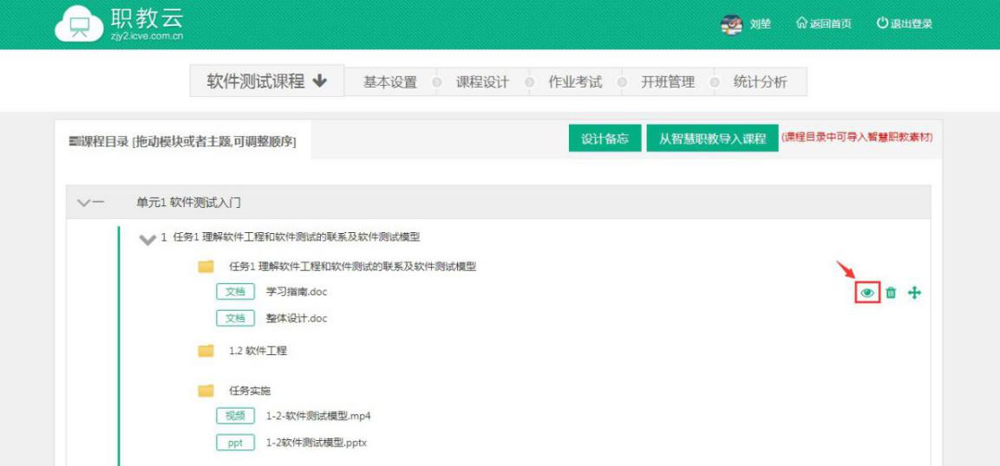 职教云
zjy2.icve.com.cn
刘堃 返回首页 退出登录
软件测试课程 基本设置 课程设计 作业考试 开班管理 统计分析
课程目录 [拖动模块或者主题,可调整顺序] 设计备忘 从智慧职教导入课程 (课程目录中可导入智慧职教素材)
单元1 软件测试入门
1 任务1 理解软件工程和软件测试的联系及软件测试模型
任务1 理解软件工程和软件测试的联系及软件测试模型
文档 学习指南.doc
文档 整体设计.doc
1.2 软件工程
任务实施
视频 1-2-软件测试模型.mp4
ppt 1-2软件测试模型.pptx